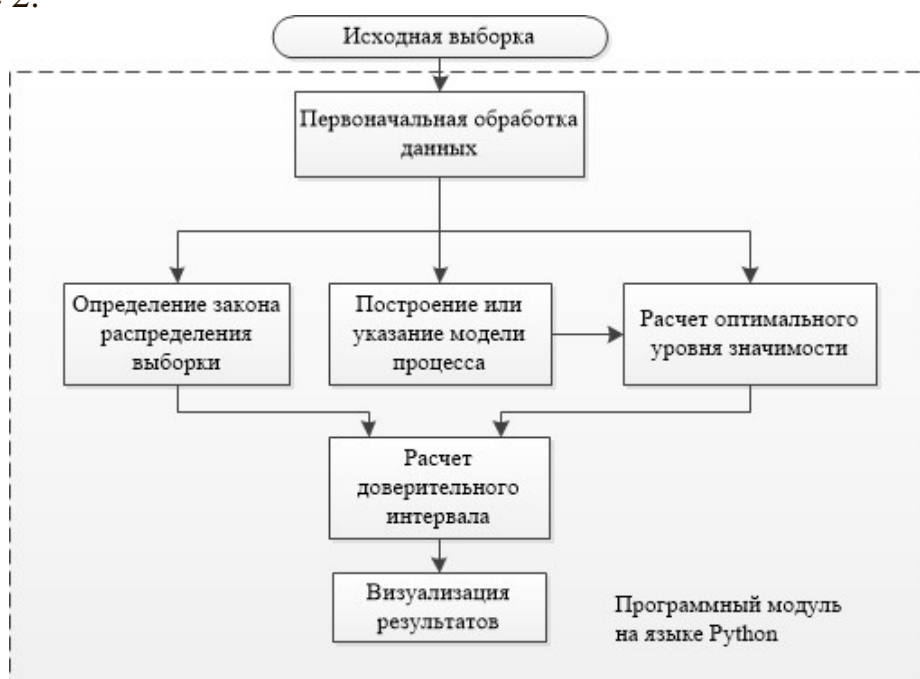 2.
Исходная выборка
Первоначальная обработка
данных
Определение закона
распределения
выборки
Построение или
указание модели
процесса
Расчет оптимального
уровня значимости
Расчет
доверительного
интервала
Визуализация
результатов
Программный модуль
на языке Python